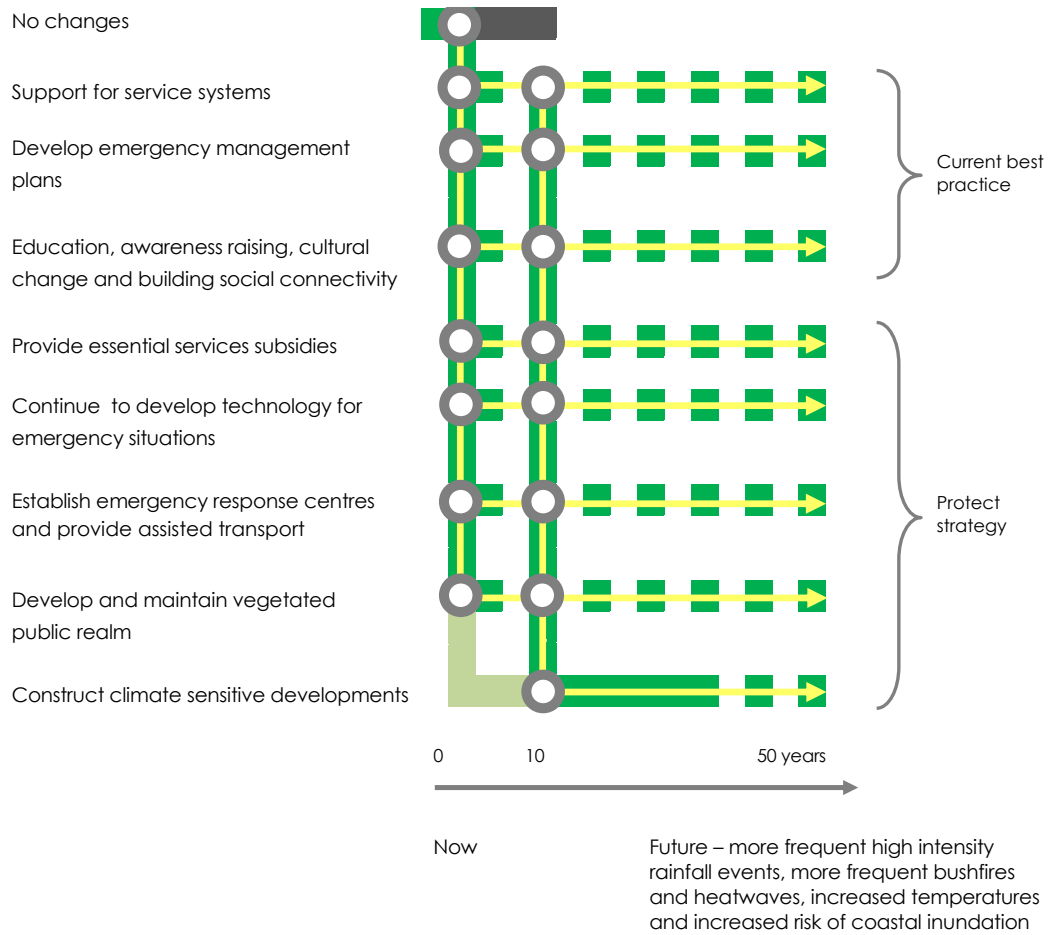 No changes
Support for service systems
Develop emergency management
plans
Education, awareness raising, cultural
change and building social connectivity
Provide essential services subsidies
Continue  to develop technology for
emergency situations
Establish emergency response centres
and provide assisted transport
Develop and maintain vegetated
public realm
Construct climate sensitive developments
Current best
practice
Protect
strategy
0
10
50 years
Now
Future – more frequent high intensity
rainfall events, more frequent bushfires
and heatwaves, increased temperatures
and increased risk of coastal inundation